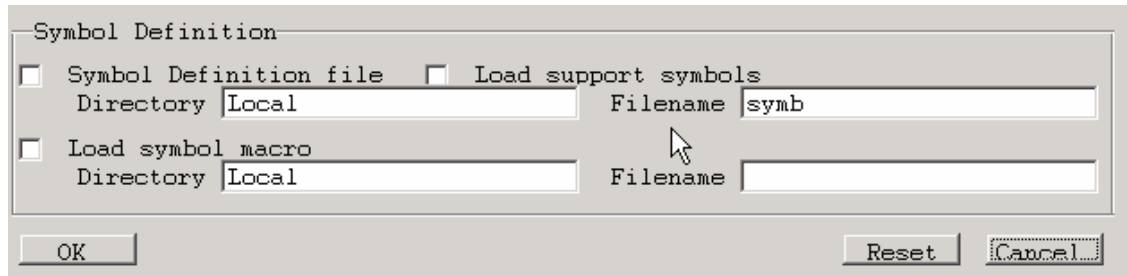 Symbol Definition
Symbol Definition file Load support symbols
Directory Local Filename symb
Load symbol macro
Directory Local Filename
OK Reset Cancel